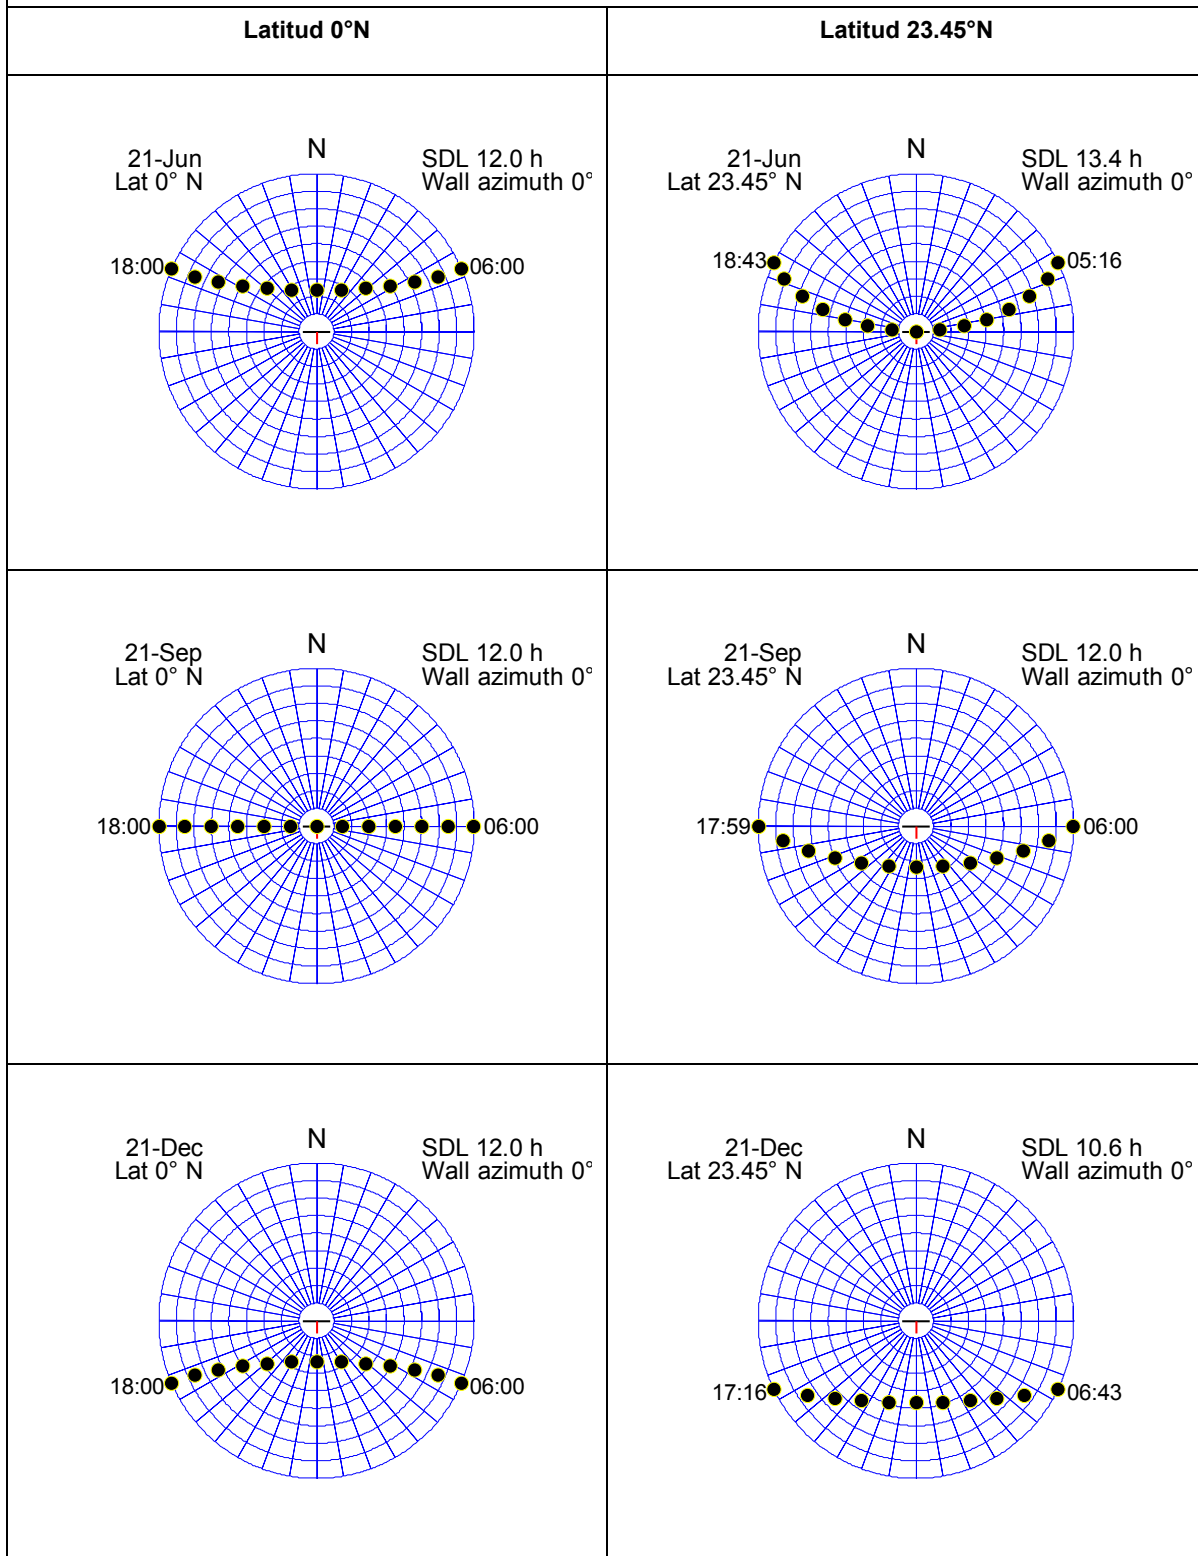 Latitud 0°N
Latitud 23.45°N
21-Jun
Lat 0° N
N
SDL 12.0 h
Wall azimuth 0°
18:00
06:00
21-Jun
Lat 23.45° N
N
SDL 13.4 h
Wall azimuth 0°
18:43
05:16
21-Sep
Lat 0° N
N
SDL 12.0 h
Wall azimuth 0°
18:00
06:00
21-Sep
Lat 23.45° N
N
SDL 12.0 h
Wall azimuth 0°
17:59
06:00
21-Dec
Lat 0° N
N
SDL 12.0 h
Wall azimuth 0°
18:00
06:00
21-Dec
Lat 23.45° N
N
SDL 10.6 h
Wall azimuth 0°
17:16
06:43